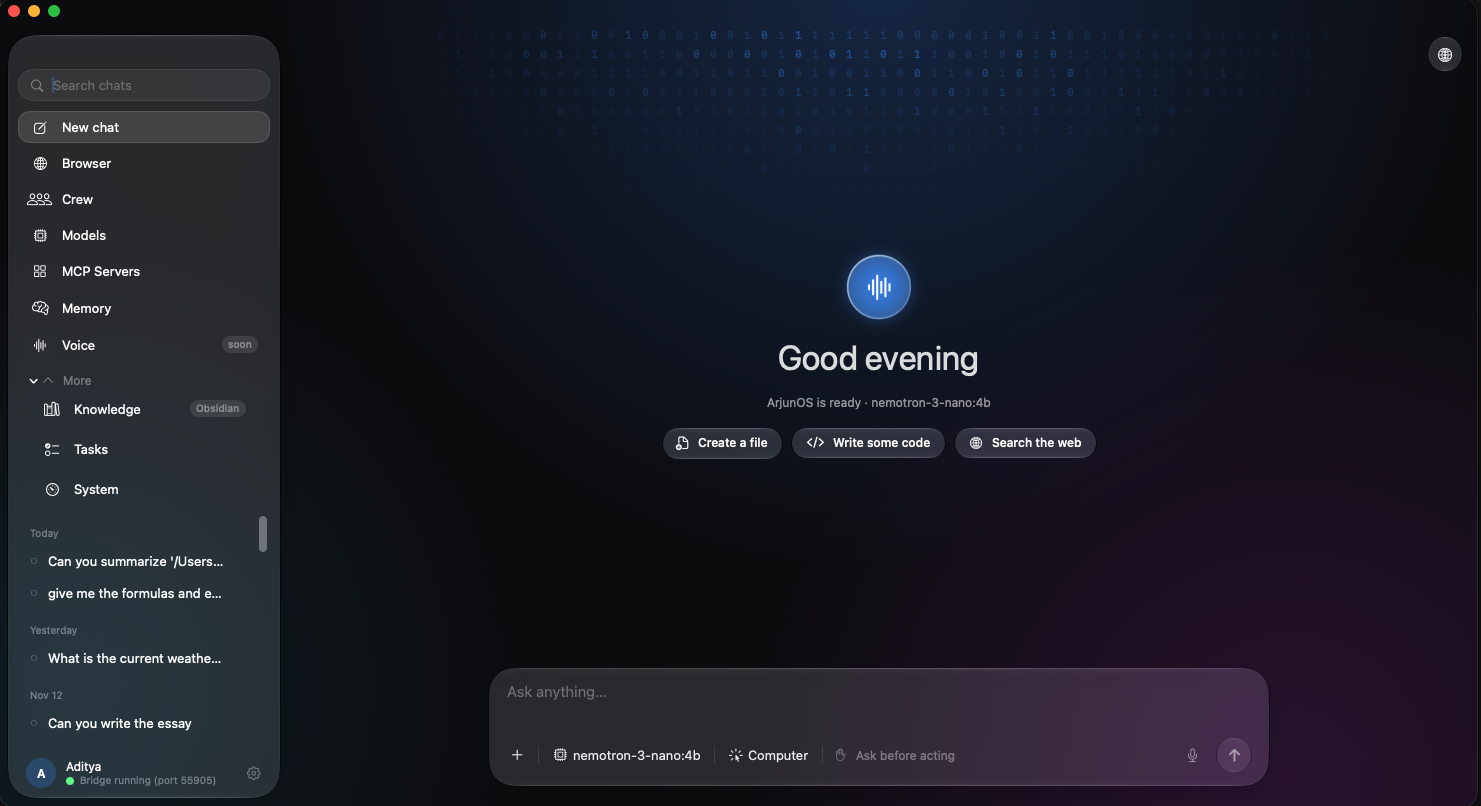 Search chats
New chat
Browser
Crew
Models
MCP Servers
Memory
Voice soon
More
Knowledge Obsidian
Tasks
System
Today
Can you summarize '/Users...
give me the formulas and e...
Yesterday
What is the current weathe...
Nov 12
Can you write the essay
A Aditya
Bridge running (port 55905)
Good evening
ArjunOS is ready · nemotron-3-nano:4b
Create a file </> Write some code Search the web
Ask anything...
+ nemotron-3-nano:4b Computer Ask before acting